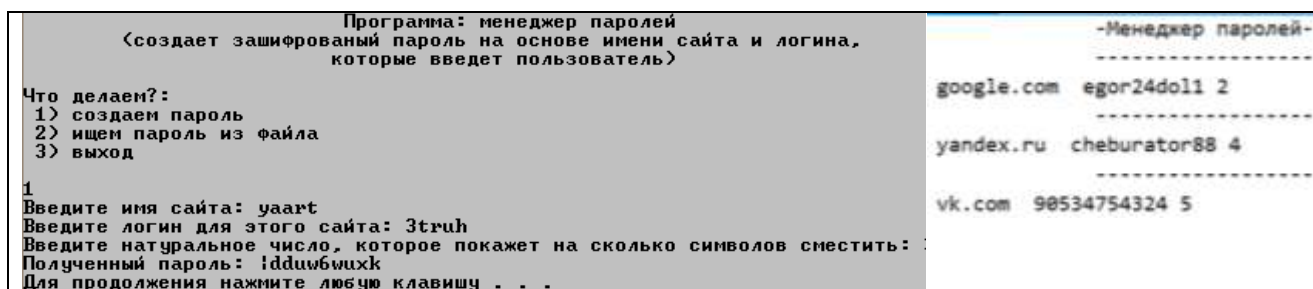 Программа: менеджер паролей
(создает зашифрованый пароль на основе имени сайта и логина,
которые введет пользователь)
Что делаем?:
1) создаем пароль
2) ищем пароль из файла
3) выход
1
Введите имя сайта: yaart
Введите логин для этого сайта: 3truh
Введите натуральное число, которое покажет на сколько символов сместить:
Полученный пароль: |dduw6wuxk
Для продолжения нажмите любую клавишу . . .
-Менеджер паролей-
-------------------
google.com egor24dol1 2
-------------------
yandex.ru cheburator88 4
-------------------
vk.com 90534754324 5